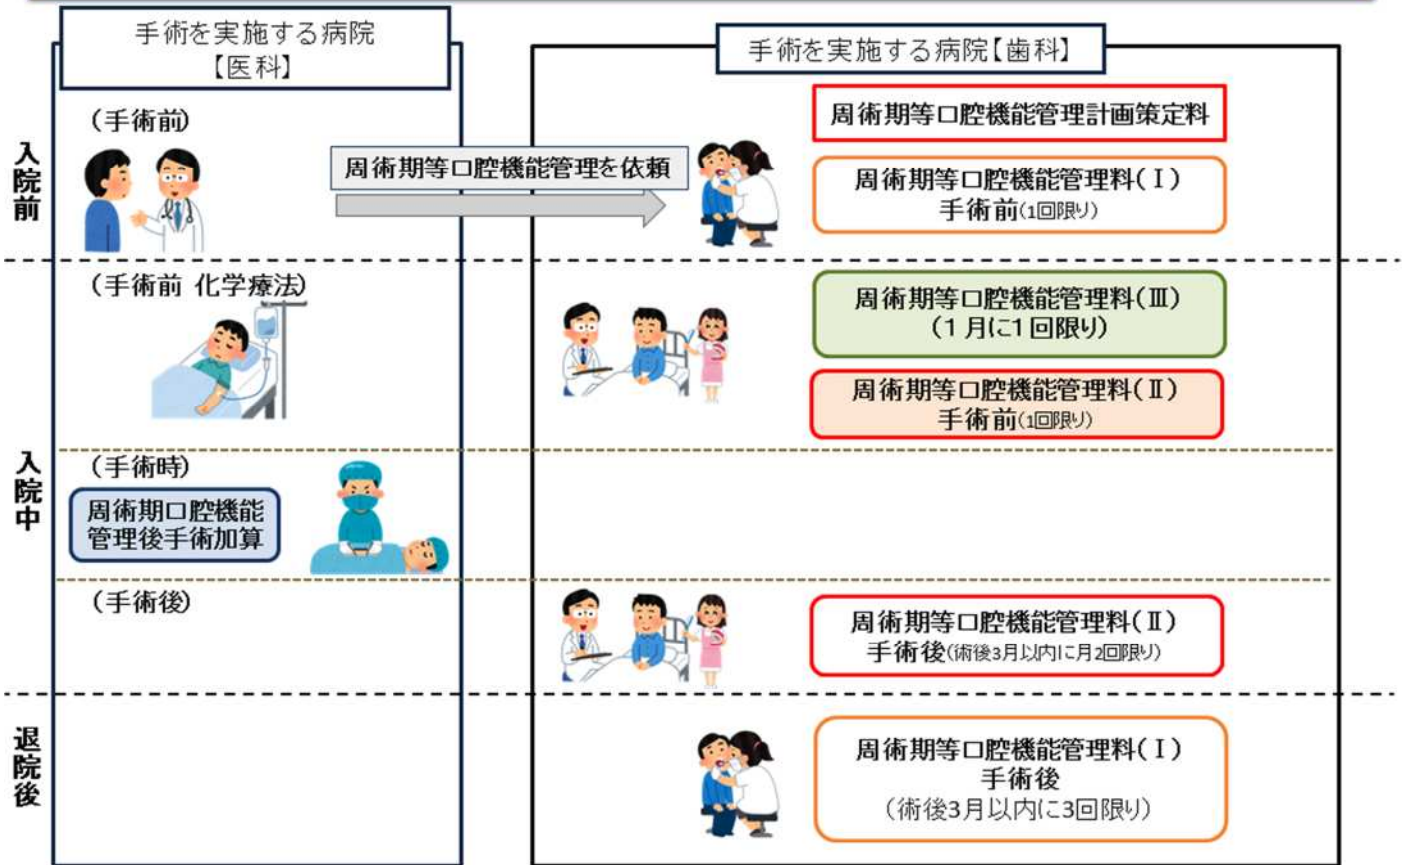 手術を実施する病院
【医科】
手術を実施する病院【歯科】
入院前
(手術前)
周術期等口腔機能管理を依頼
周術期等口腔機能管理計画策定料
周術期等口腔機能管理料(Ⅰ)
手術前(1回限り)
入院中
(手術前 化学療法)
周術期等口腔機能管理料(Ⅲ)
(1月に1回限り)
周術期等口腔機能管理料(Ⅱ)
手術前(1回限り)
(手術時)
周術期口腔機能
管理後手術加算
(手術後)
周術期等口腔機能管理料(Ⅱ)
手術後(術後3月以内に月2回限り)
退院後
周術期等口腔機能管理料(Ⅰ)
手術後
(術後3月以内に3回限り)